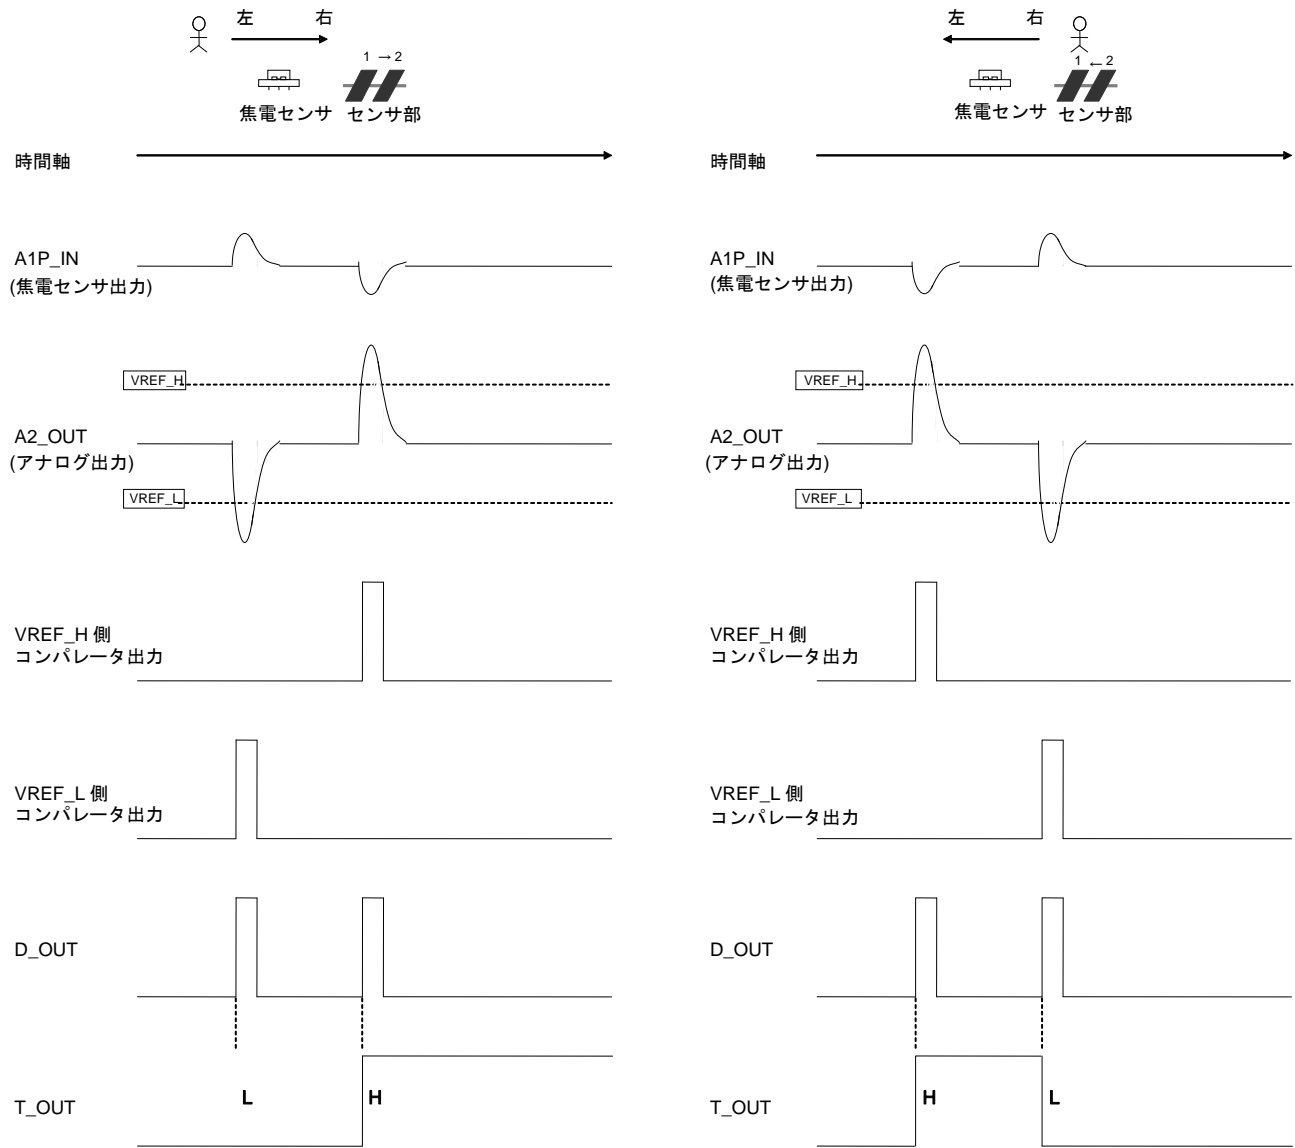 左 右
1 → 2
焦電センサ センサ部
時間軸
A1P_IN
(焦電センサ出力)
VREF_H
A2_OUT
(アナログ出力)
VREF_L
VREF_H 側
コンパレータ出力
VREF_L 側
コンパレータ出力
D_OUT
L H
T_OUT
左 右
1 ← 2
焦電センサ センサ部
時間軸
A1P_IN
(焦電センサ出力)
VREF_H
A2_OUT
(アナログ出力)
VREF_L
VREF_H 側
コンパレータ出力
VREF_L 側
コンパレータ出力
D_OUT
H L
T_OUT